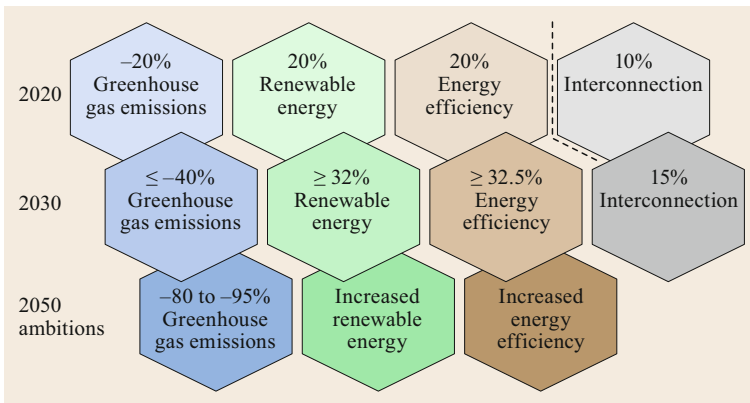 2020
–20%
Greenhouse
gas emissions
20%
Renewable
energy
20%
Energy
efficiency
10%
Interconnection
2030
≤ –40%
Greenhouse
gas emissions
≥ 32%
Renewable
energy
≥ 32.5%
Energy
efficiency
15%
Interconnection
2050
ambitions
–80 to –95%
Greenhouse
gas emissions
Increased
renewable
energy
Increased
energy
efficiency